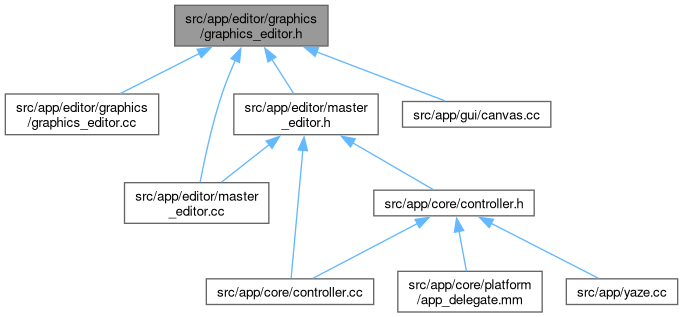 src/app/editor/graphics
/graphics_editor.h
src/app/editor/graphics
/graphics_editor.cc
src/app/editor/master
_editor.h
src/app/gui/canvas.cc
src/app/editor/master
_editor.cc
src/app/core/controller.h
src/app/core/controller.cc
src/app/core/platform
/app_delegate.mm
src/app/yaze.cc